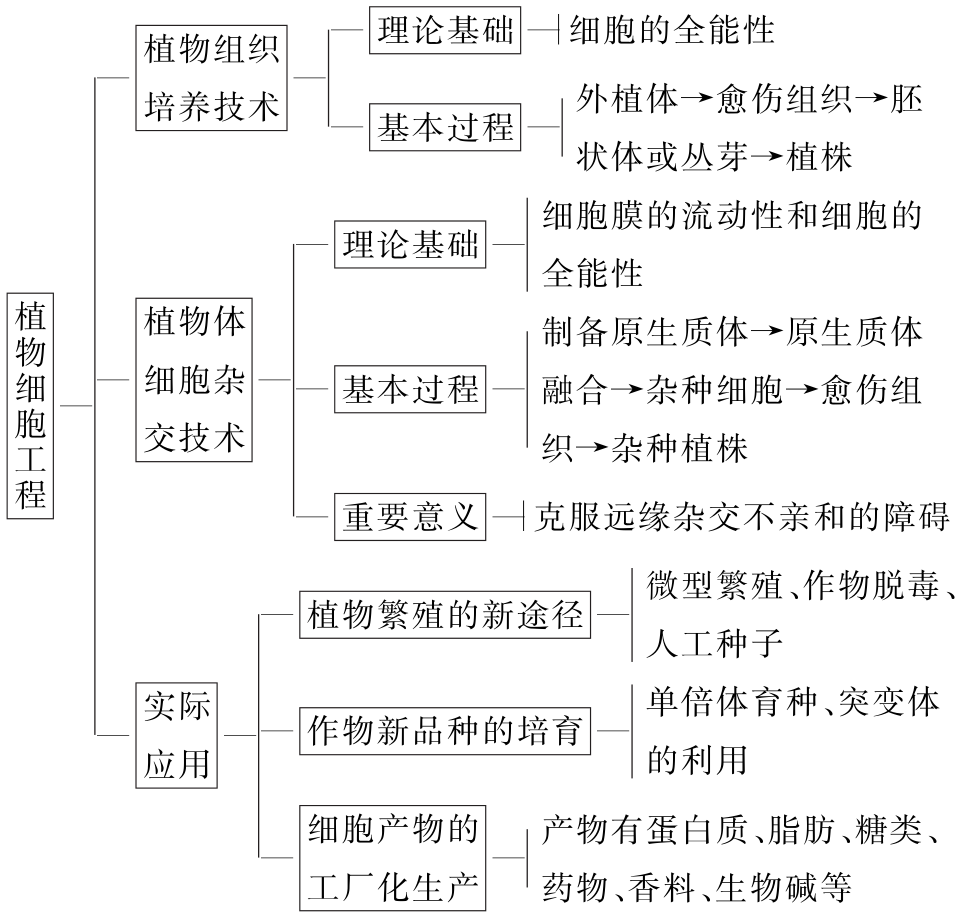 植物细胞工程
植物组织
培养技术
理论基础
细胞的全能性
基本过程
外植体→愈伤组织→胚
状体或丛芽→植株
植物体
细胞杂
交技术
理论基础
细胞膜的流动性和细胞的
全能性
基本过程
制备原生质体→原生质体
融合→杂种细胞→愈伤组
织→杂种植株
重要意义
克服远缘杂交不亲和的障碍
实际
应用
植物繁殖的新途径
微型繁殖、作物脱毒、
人工种子
作物新品种的培育
单倍体育种、突变体
的利用
细胞产物的
工厂化生产
产物有蛋白质、脂肪、糖类、
药物、香料、生物碱等